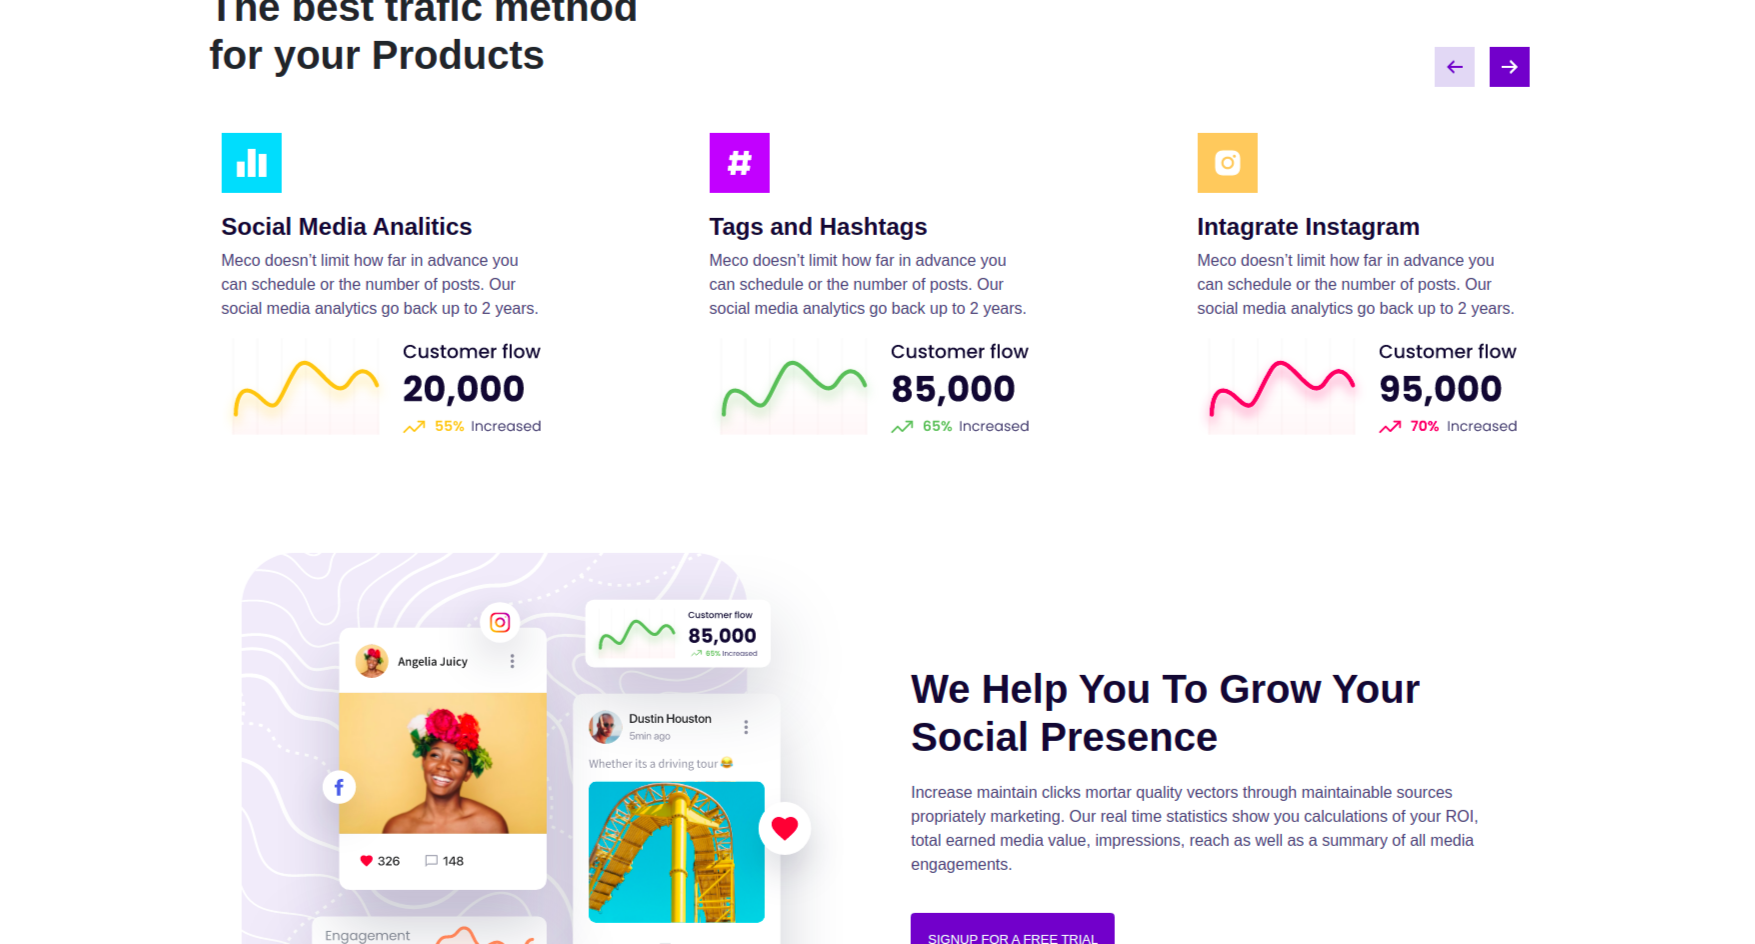 The best trafic method
for your Products
Social Media Analitics
Meco doesn’t limit how far in advance you
can schedule or the number of posts. Our
social media analytics go back up to 2 years.
Customer flow
20,000
55% Increased
Tags and Hashtags
Meco doesn’t limit how far in advance you
can schedule or the number of posts. Our
social media analytics go back up to 2 years.
Customer flow
85,000
65% Increased
Intagrate Instagram
Meco doesn’t limit how far in advance you
can schedule or the number of posts. Our
social media analytics go back up to 2 years.
Customer flow
95,000
70% Increased
Angelia Juicy
326 148
Customer flow
85,000
65% Increased
Dustin Houston
5min ago
Whether its a driving tour😂
Engagement
We Help You To Grow Your
Social Presence
Increase maintain clicks mortar quality vectors through maintainable sources
propriately marketing. Our real time statistics show you calculations of your ROI,
total earned media value, impressions, reach as well as a summary of all media
engagements.
SIGNUP FOR A FREE TRIAL